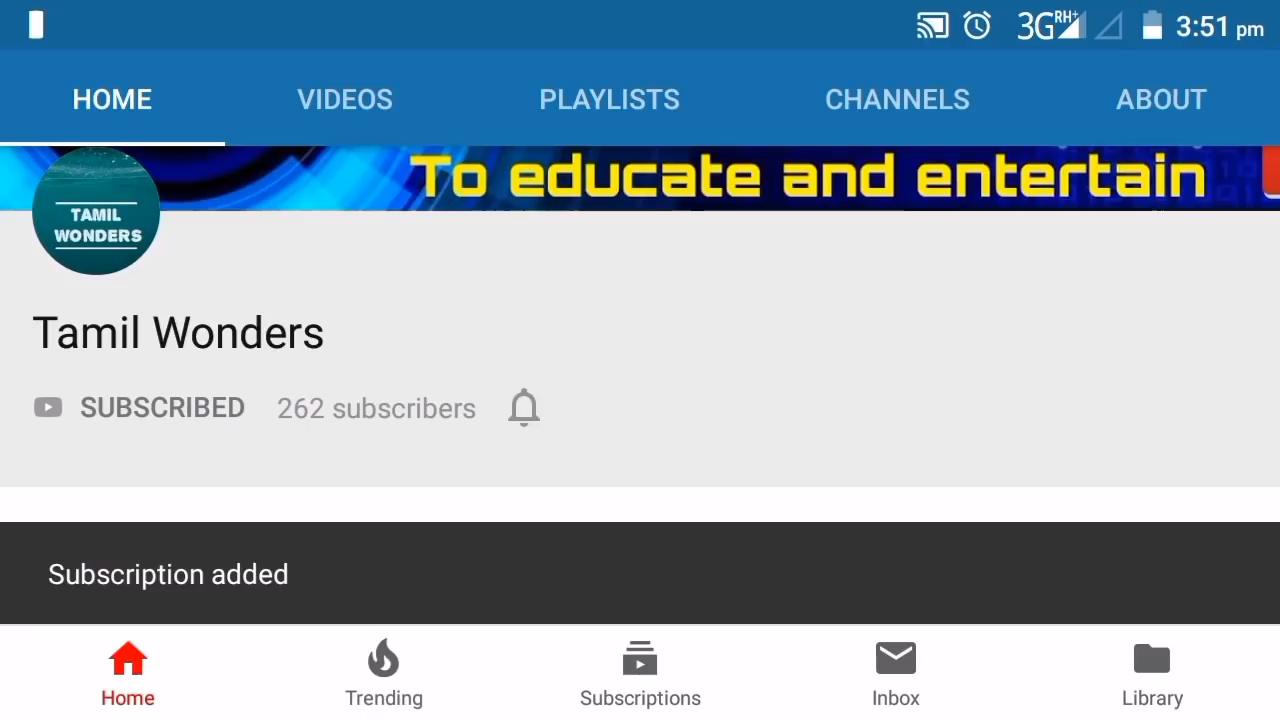 3G RH+ 3:51 pm
HOME VIDEOS PLAYLISTS CHANNELS ABOUT
To educate and entertain
TAMIL
WONDERS
Tamil Wonders
SUBSCRIBED 262 subscribers
Subscription added
Home Trending Subscriptions Inbox Library